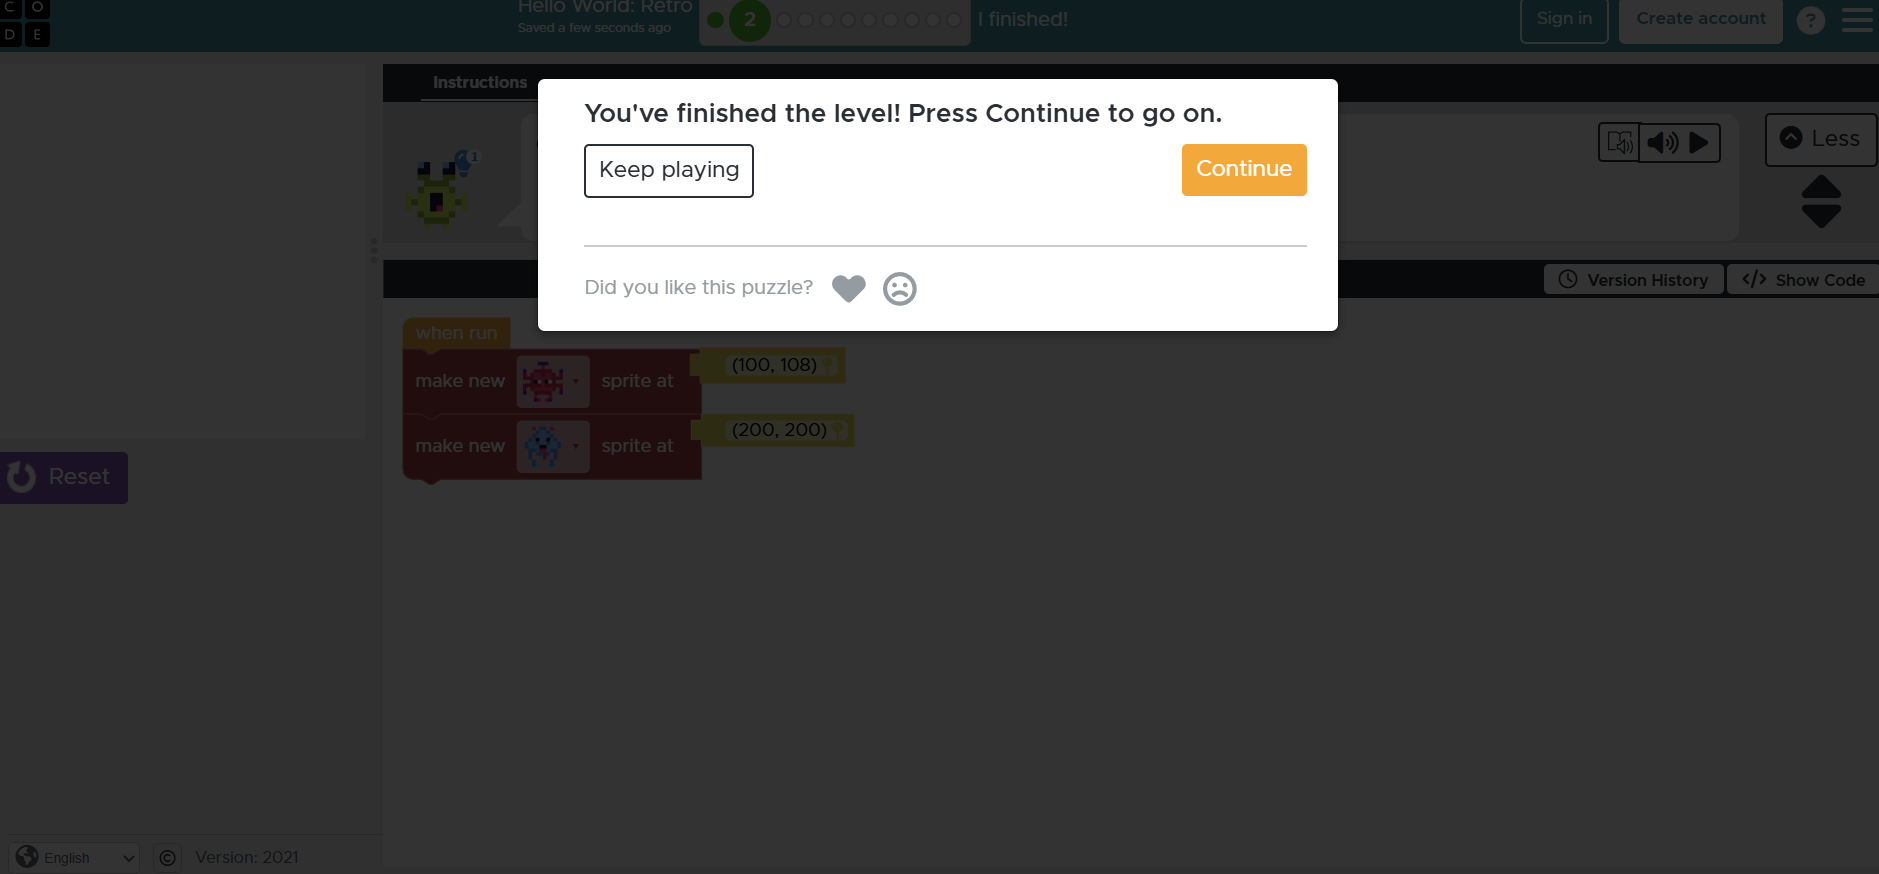 C O
D E
Hello World: Retro
Saved a few seconds ago
2
I finished!
Sign in
Create account
?
Instructions
You've finished the level! Press Continue to go on.
Keep playing
Continue
Did you like this puzzle?
1
Less
Version History
</> Show Code
when run
make new sprite at (100, 108)
make new sprite at (200, 200)
Reset
English
©
Version: 2021